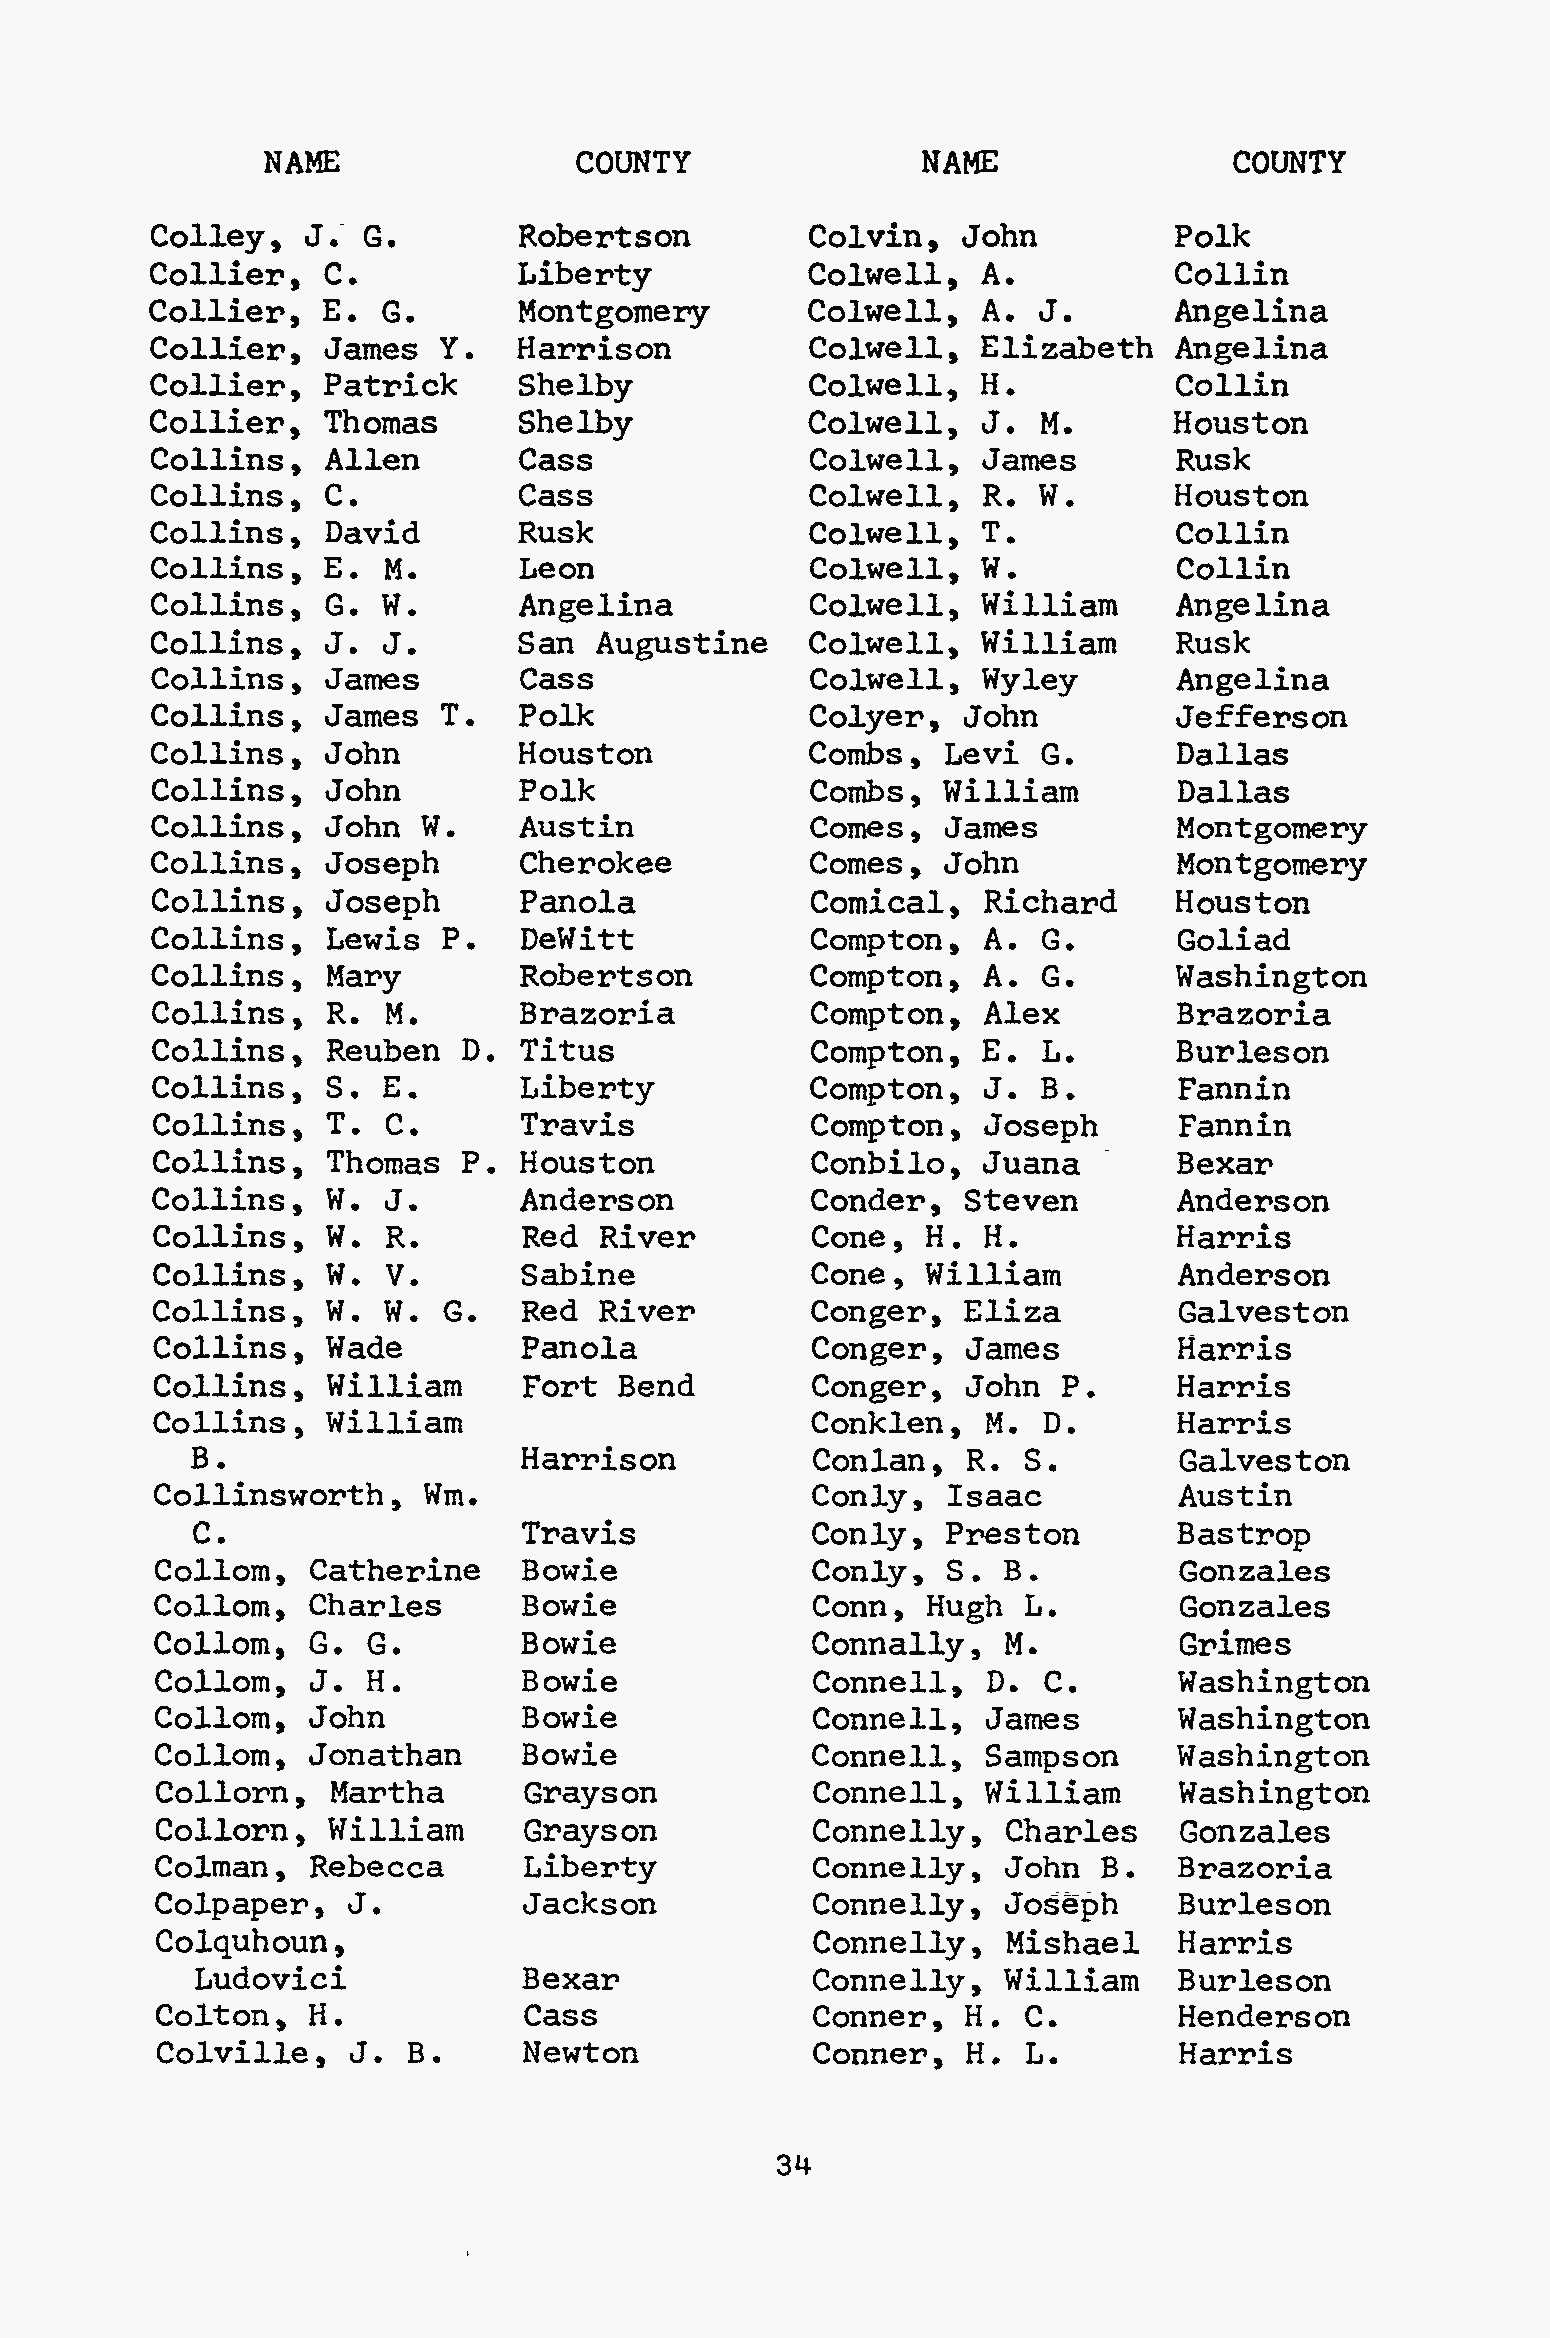 NAME COUNTY
Colley, J. G. Robertson
Collier, C. Liberty
Collier, E. G. Montgomery
Collier, James Y. Harrison
Collier, Patrick Shelby
Collier, Thomas Shelby
Collins, Allen Cass
Collins, C. Cass
Collins, David Rusk
Collins, E. M. Leon
Collins, G. W. Angelina
Collins, J. J. San Augustine
Collins, James Cass
Collins, James T. Polk
Collins, John Houston
Collins, John Polk
Collins, John W. Austin
Collins, Joseph Cherokee
Collins, Joseph Panola
Collins, Lewis P. DeWitt
Collins, Mary Robertson
Collins, R. M. Brazoria
Collins, Reuben D. Titus
Collins, S. E. Liberty
Collins, T. C. Travis
Collins, Thomas P. Houston
Collins, W. J. Anderson
Collins, W. R. Red River
Collins, W. V. Sabine
Collins, W. W. G. Red River
Collins, Wade Panola
Collins, William Fort Bend
Collins, William
B. Harrison
Collinsworth, Wm.
C. Travis
Collom, Catherine Bowie
Collom, Charles Bowie
Collom, G. G. Bowie
Collom, J. H. Bowie
Collom, John Bowie
Collom, Jonathan Bowie
Collorn, Martha Grayson
Collorn, William Grayson
Colman, Rebecca Liberty
Colpaper, J. Jackson
Colquhoun,
Ludovici Bexar
Colton, H. Cass
Colville, J. B. Newton
NAME COUNTY
Colvin, John Polk
Colwell, A. Collin
Colwell, A. J. Angelina
Colwell, Elizabeth Angelina
Colwell, H. Collin
Colwell, J. M. Houston
Colwell, James Rusk
Colwell, R. W. Houston
Colwell, T. Collin
Colwell, W. Collin
Colwell, William Angelina
Colwell, William Rusk
Colwell, Wyley Angelina
Colyer, John Jefferson
Combs, Levi G. Dallas
Combs, William Dallas
Comes, James Montgomery
Comes, John Montgomery
Comical, Richard Houston
Compton, A. G. Goliad
Compton, A. G. Washington
Compton, Alex Brazoria
Compton, E. L. Burleson
Compton, J. B. Fannin
Compton, Joseph Fannin
Conbilo, Juana Bexar
Conder, Steven Anderson
Cone, H. H. Harris
Cone, William Anderson
Conger, Eliza Galveston
Conger, James Harris
Conger, John P. Harris
Conklen, M. D. Harris
Conlan, R. S. Galveston
Conly, Isaac Austin
Conly, Preston Bastrop
Conly, S. B. Gonzales
Conn, Hugh L. Gonzales
Connally, M. Grimes
Connell, D. C. Washington
Connell, James Washington
Connell, Sampson Washington
Connell, William Washington
Connelly, Charles Gonzales
Connelly, John B. Brazoria
Connelly, Joseph Burleson
Connelly, Mishael Harris
Connelly, William Burleson
Conner, H. C. Henderson
Conner, H. L. Harris
34